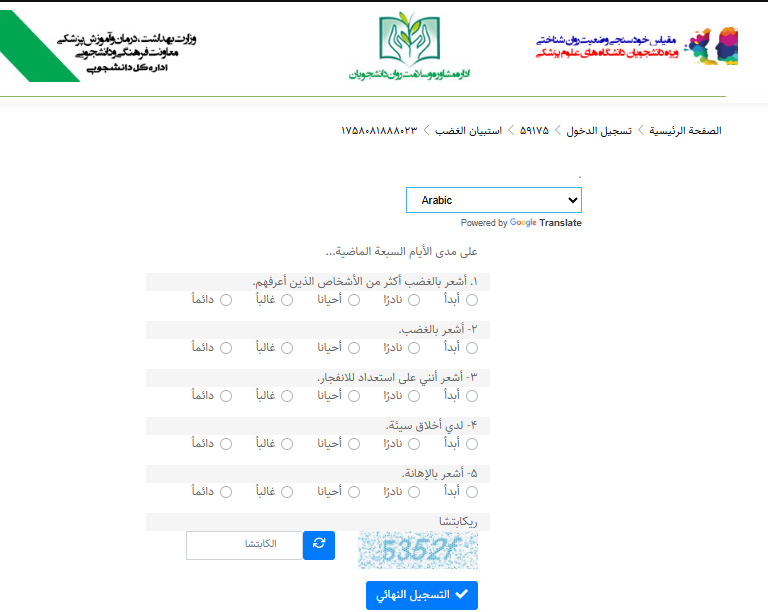 مقیاس خودسنجی وضعیت روان شناختی
ویژه دانشجویان دانشگاه‌های علوم پزشکی
اداره مشاوره و سلامت روان دانشجویان
وزارت بهداشت، درمان و آموزش پزشکی
معاونت فرهنگی و دانشجویی
اداره کل دانشجویی
الصفحة الرئيسية > تسجيل الدخول > ۵۹۱۷۵ > استبيان الغضب > ۱۷۵۸۰۸۱۸۸۸۰۲۳
.
Arabic
Powered by Google Translate
على مدى الأيام السبعة الماضية...
۱. أشعر بالغضب أكثر من الأشخاص الذين أعرفهم.
أبداً نادرًا أحيانا غالباً دائماً
۲- أشعر بالغضب.
أبداً نادرًا أحيانا غالباً دائماً
۳- أشعر أنني على استعداد للانفجار.
أبداً نادرًا أحيانا غالباً دائماً
۴- لدي أخلاق سيئة.
أبداً نادرًا أحيانا غالباً دائماً
۵- أشعر بالإهانة.
أبداً نادرًا أحيانا غالباً دائماً
ريكابتشا
5352f
الكابتشا
التسجيل النهائي